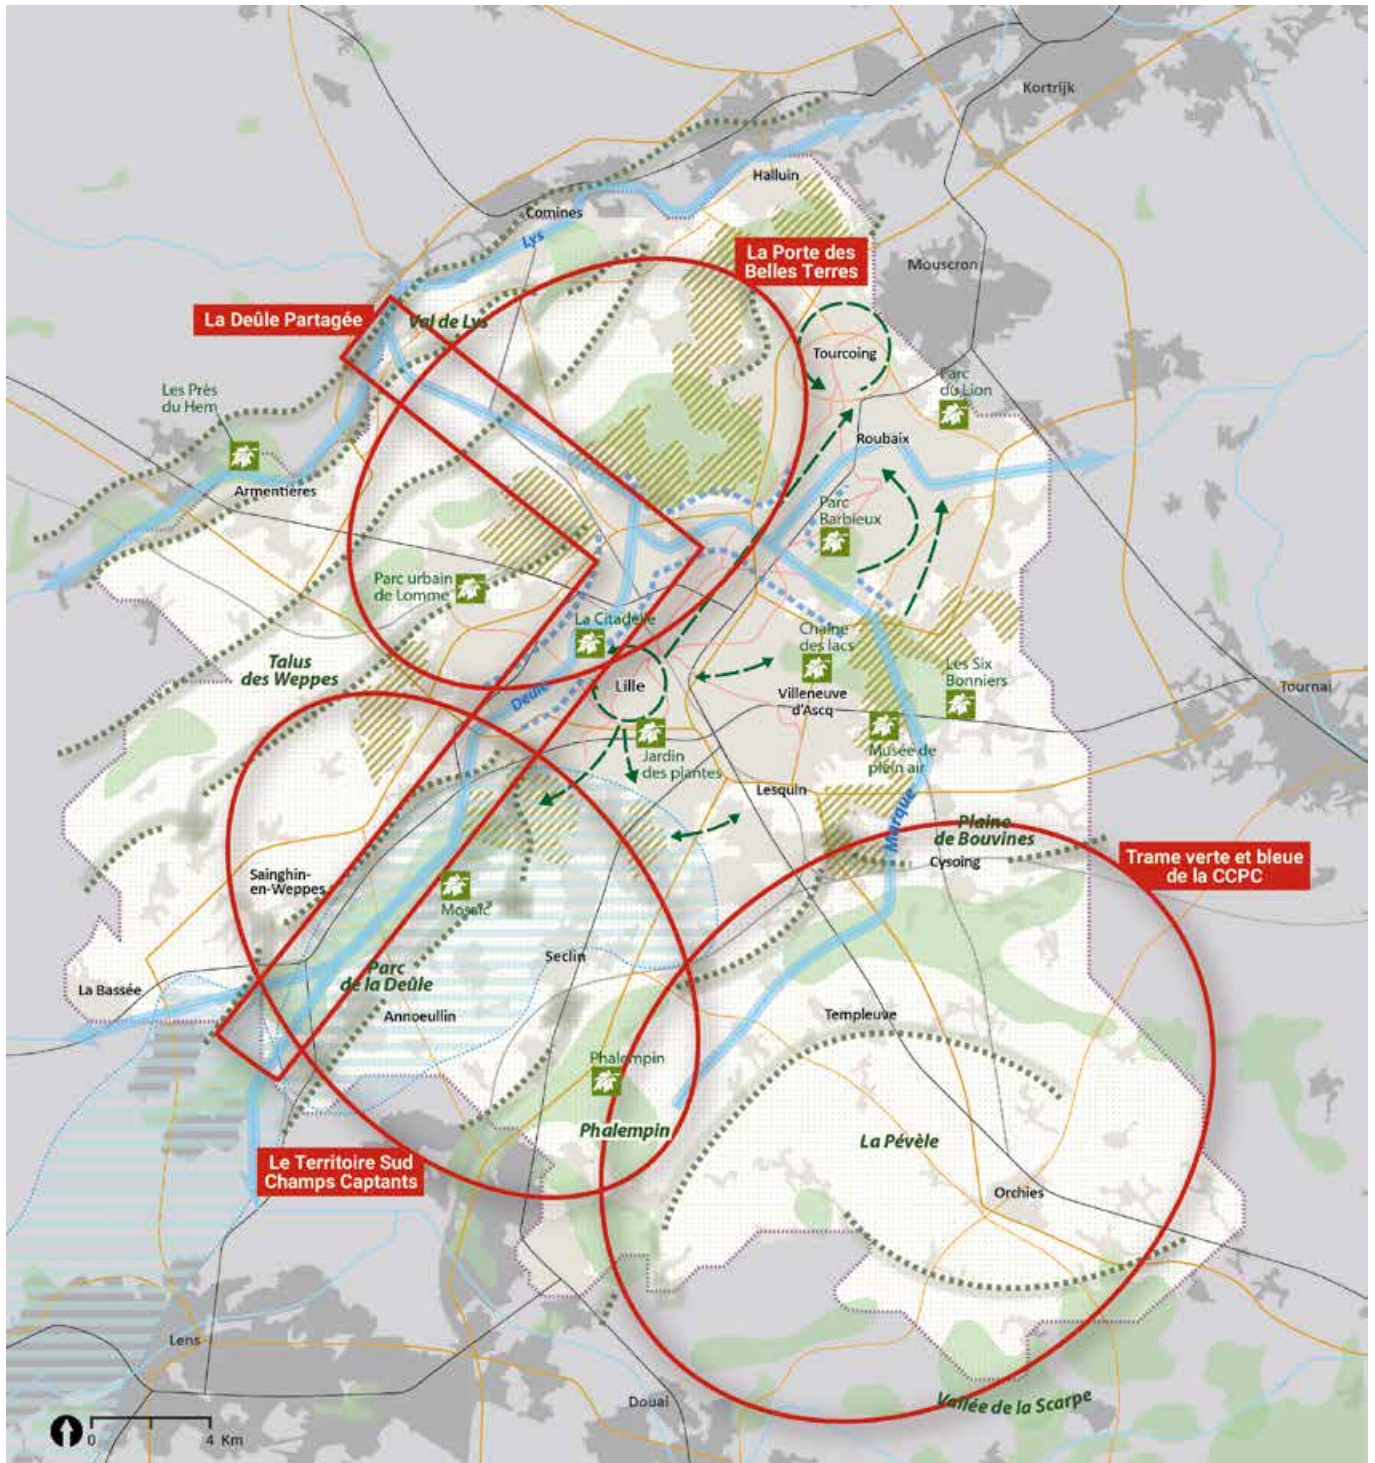 Kortrijk
Halluin
Comines
Lys
La Porte des
Belles Terres
Mouscron
La Deûle Partagée
Val de Lys
Tourcoing
Parc
du Lion
Les Près
du Hem
Roubaix
Armentières
Parc
Barbieux
Parc urbain
de Lomme
La Citadelle
Chaîne
des lacs
Talus
des Weppes
Les Six
Bonniers
Lille
Villeneuve
d'Ascq
Tournai
Deûle
Jardin
des plantes
Musée de
plein air
Lesquin
Marque
Plaine
de Bouvines
Cysoing
Trame verte et bleue
de la CCPC
Sainghin-
en-Weppes
Mosaïc
Seclin
Parc
de la Deûle
La Bassée
Annoeullin
Templeuve
Phalempin
Phalempin
La Pévèle
Le Territoire Sud
Champs Captants
Orchies
Lens
Douai
Vallée de la Scarpe
0 4 Km